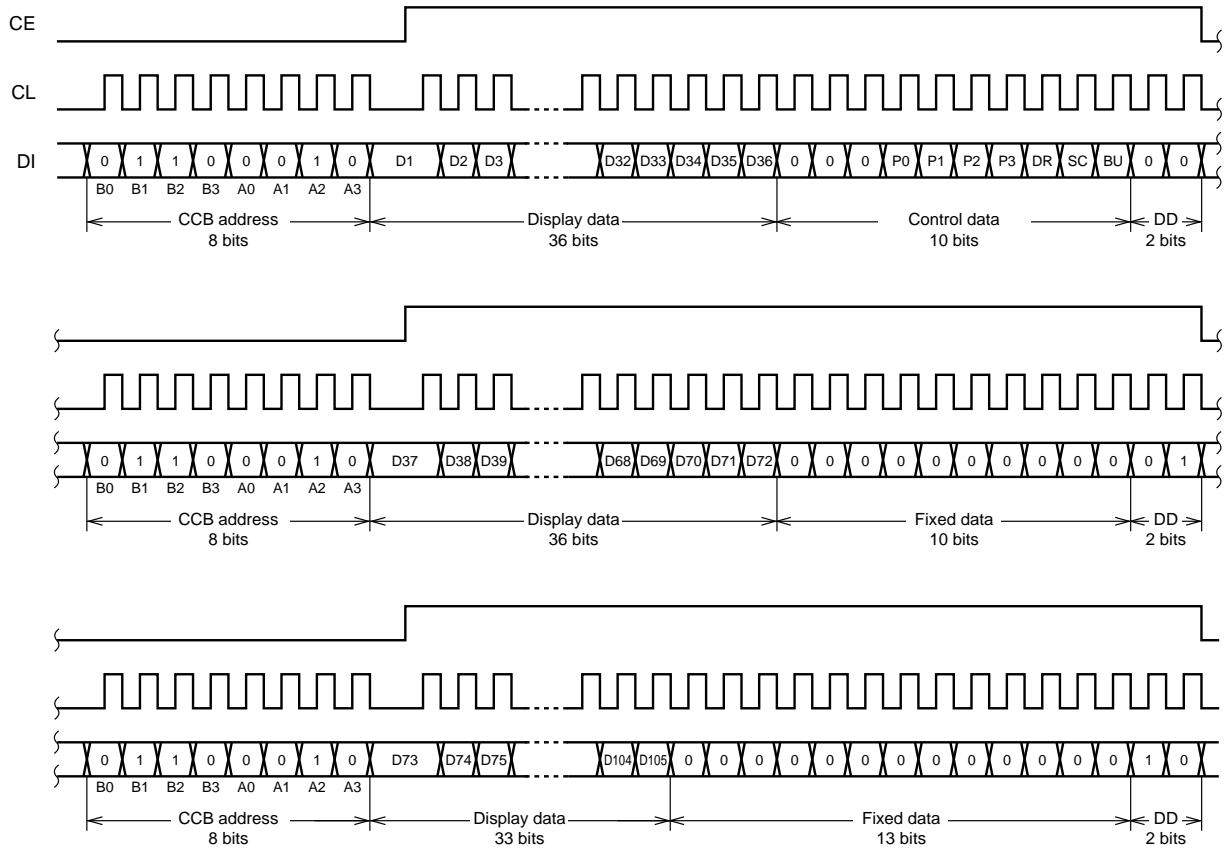 CE
CL
DI 0 1 1 0 0 0 1 0 D1 D2 D3 D32 D33 D34 D35 D36 0 0 0 P0 P1 P2 P3 DR SC BU 0 0
B0 B1 B2 B3 A0 A1 A2 A3
CCB address Display data Control data DD
8 bits 36 bits 10 bits 2 bits
0 1 1 0 0 0 1 0 D37 D38 D39 D68 D69 D70 D71 D72 0 0 0 0 0 0 0 0 0 0 0 1
B0 B1 B2 B3 A0 A1 A2 A3
CCB address Display data Fixed data DD
8 bits 36 bits 10 bits 2 bits
0 1 1 0 0 0 1 0 D73 D74 D75 D104 D105 0 0 0 0 0 0 0 0 0 0 0 0 0 1 0
B0 B1 B2 B3 A0 A1 A2 A3
CCB address Display data Fixed data DD
8 bits 33 bits 13 bits 2 bits